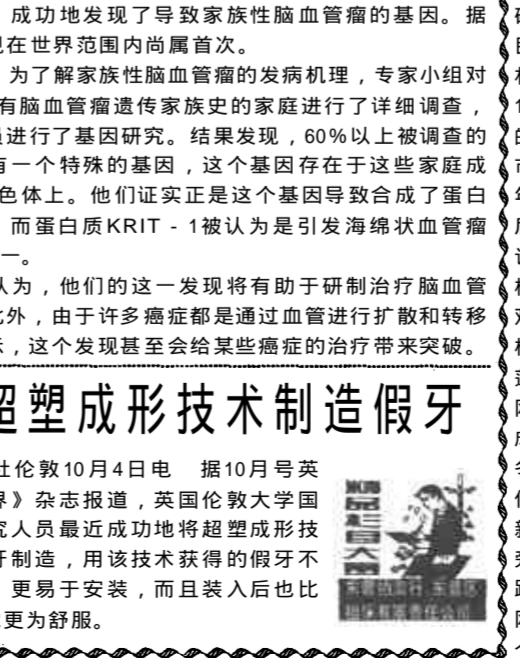 成功地发现了导致家族性脑血管瘤的基因。据
在世界范围内尚属首次。
为了解家族性脑血管瘤的发病机理，专家小组对
有脑血管瘤遗传家族史的家庭进行了详细调查，
进行了基因研究。结果发现，60%以上被调查的
有一个特殊的基因，这个基因存在于这些家庭成
色体上。他们证实正是这个基因导致合成了蛋白
而蛋白质KRIT - 1被认为是引发海绵状血管瘤
一。
认为，他们的这一发现将有助于研制治疗脑血管
此外，由于许多癌症都是通过血管进行扩散和转移
，这个发现甚至会给某些癌症的治疗带来突破。
超塑成形技术制造假牙
社伦敦10月4日电 据10月号英
界》杂志报道，英国伦敦大学国
究人员最近成功地将超塑成形技
牙制造，用该技术获得的假牙不
更易于安装，而且装入后也比
更为舒服。